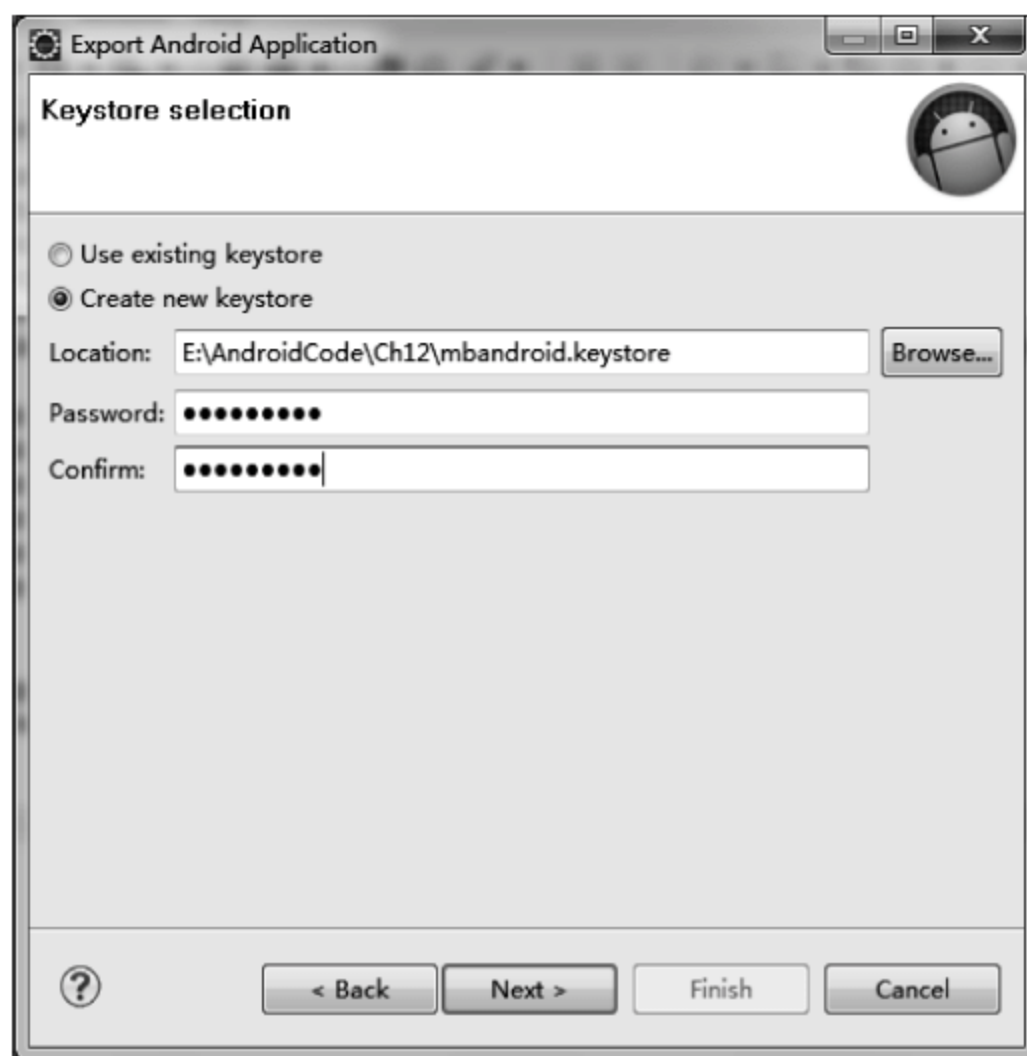 Export Android Application
Keystore selection
Use existing keystore
Create new keystore
Location: E:\AndroidCode\Ch12\mbandroid.keystore Browse...
Password: ●●●●●●●●●
Confirm: ●●●●●●●●●
? < Back Next > Finish Cancel